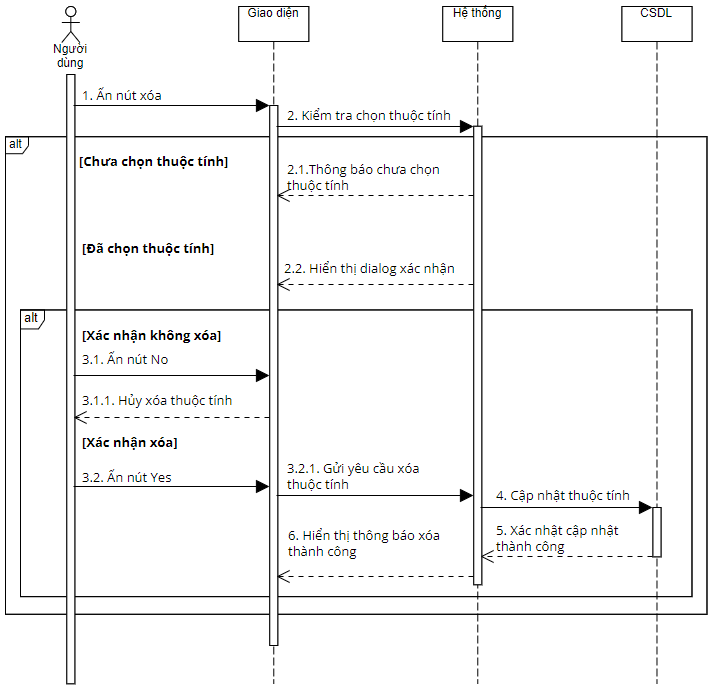 Giao diện
Hệ thống
CSDL
Người
dùng
1. Ấn nút xóa
2. Kiểm tra chọn thuộc tính
alt
[Chưa chọn thuộc tính]
2.1.Thông báo chưa chọn
thuộc tính
[Đã chọn thuộc tính]
2.2. Hiển thị dialog xác nhận
alt
[Xác nhận không xóa]
3.1. Ấn nút No
3.1.1. Hủy xóa thuộc tính
[Xác nhận xóa]
3.2. Ấn nút Yes
3.2.1. Gửi yêu cầu xóa
thuộc tính
4. Cập nhật thuộc tính
5. Xác nhật cập nhật
thành công
6. Hiển thị thông báo xóa
thành công